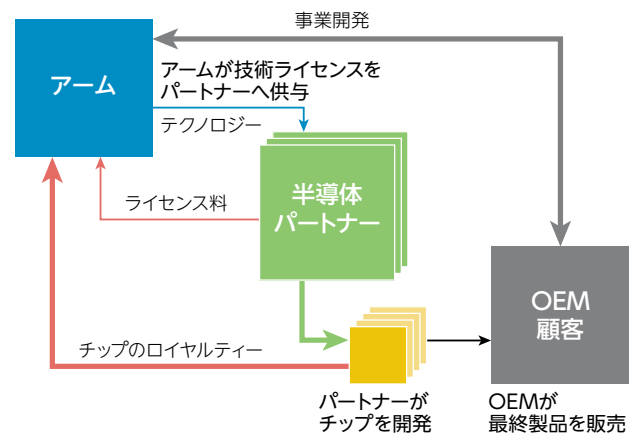 事業開発
アーム
アームが技術ライセンスを
パートナーへ供与
テクノロジー
半導体
パートナー
ライセンス料
OEM
顧客
チップのロイヤルティー
パートナーが
チップを開発
OEMが
最終製品を販売